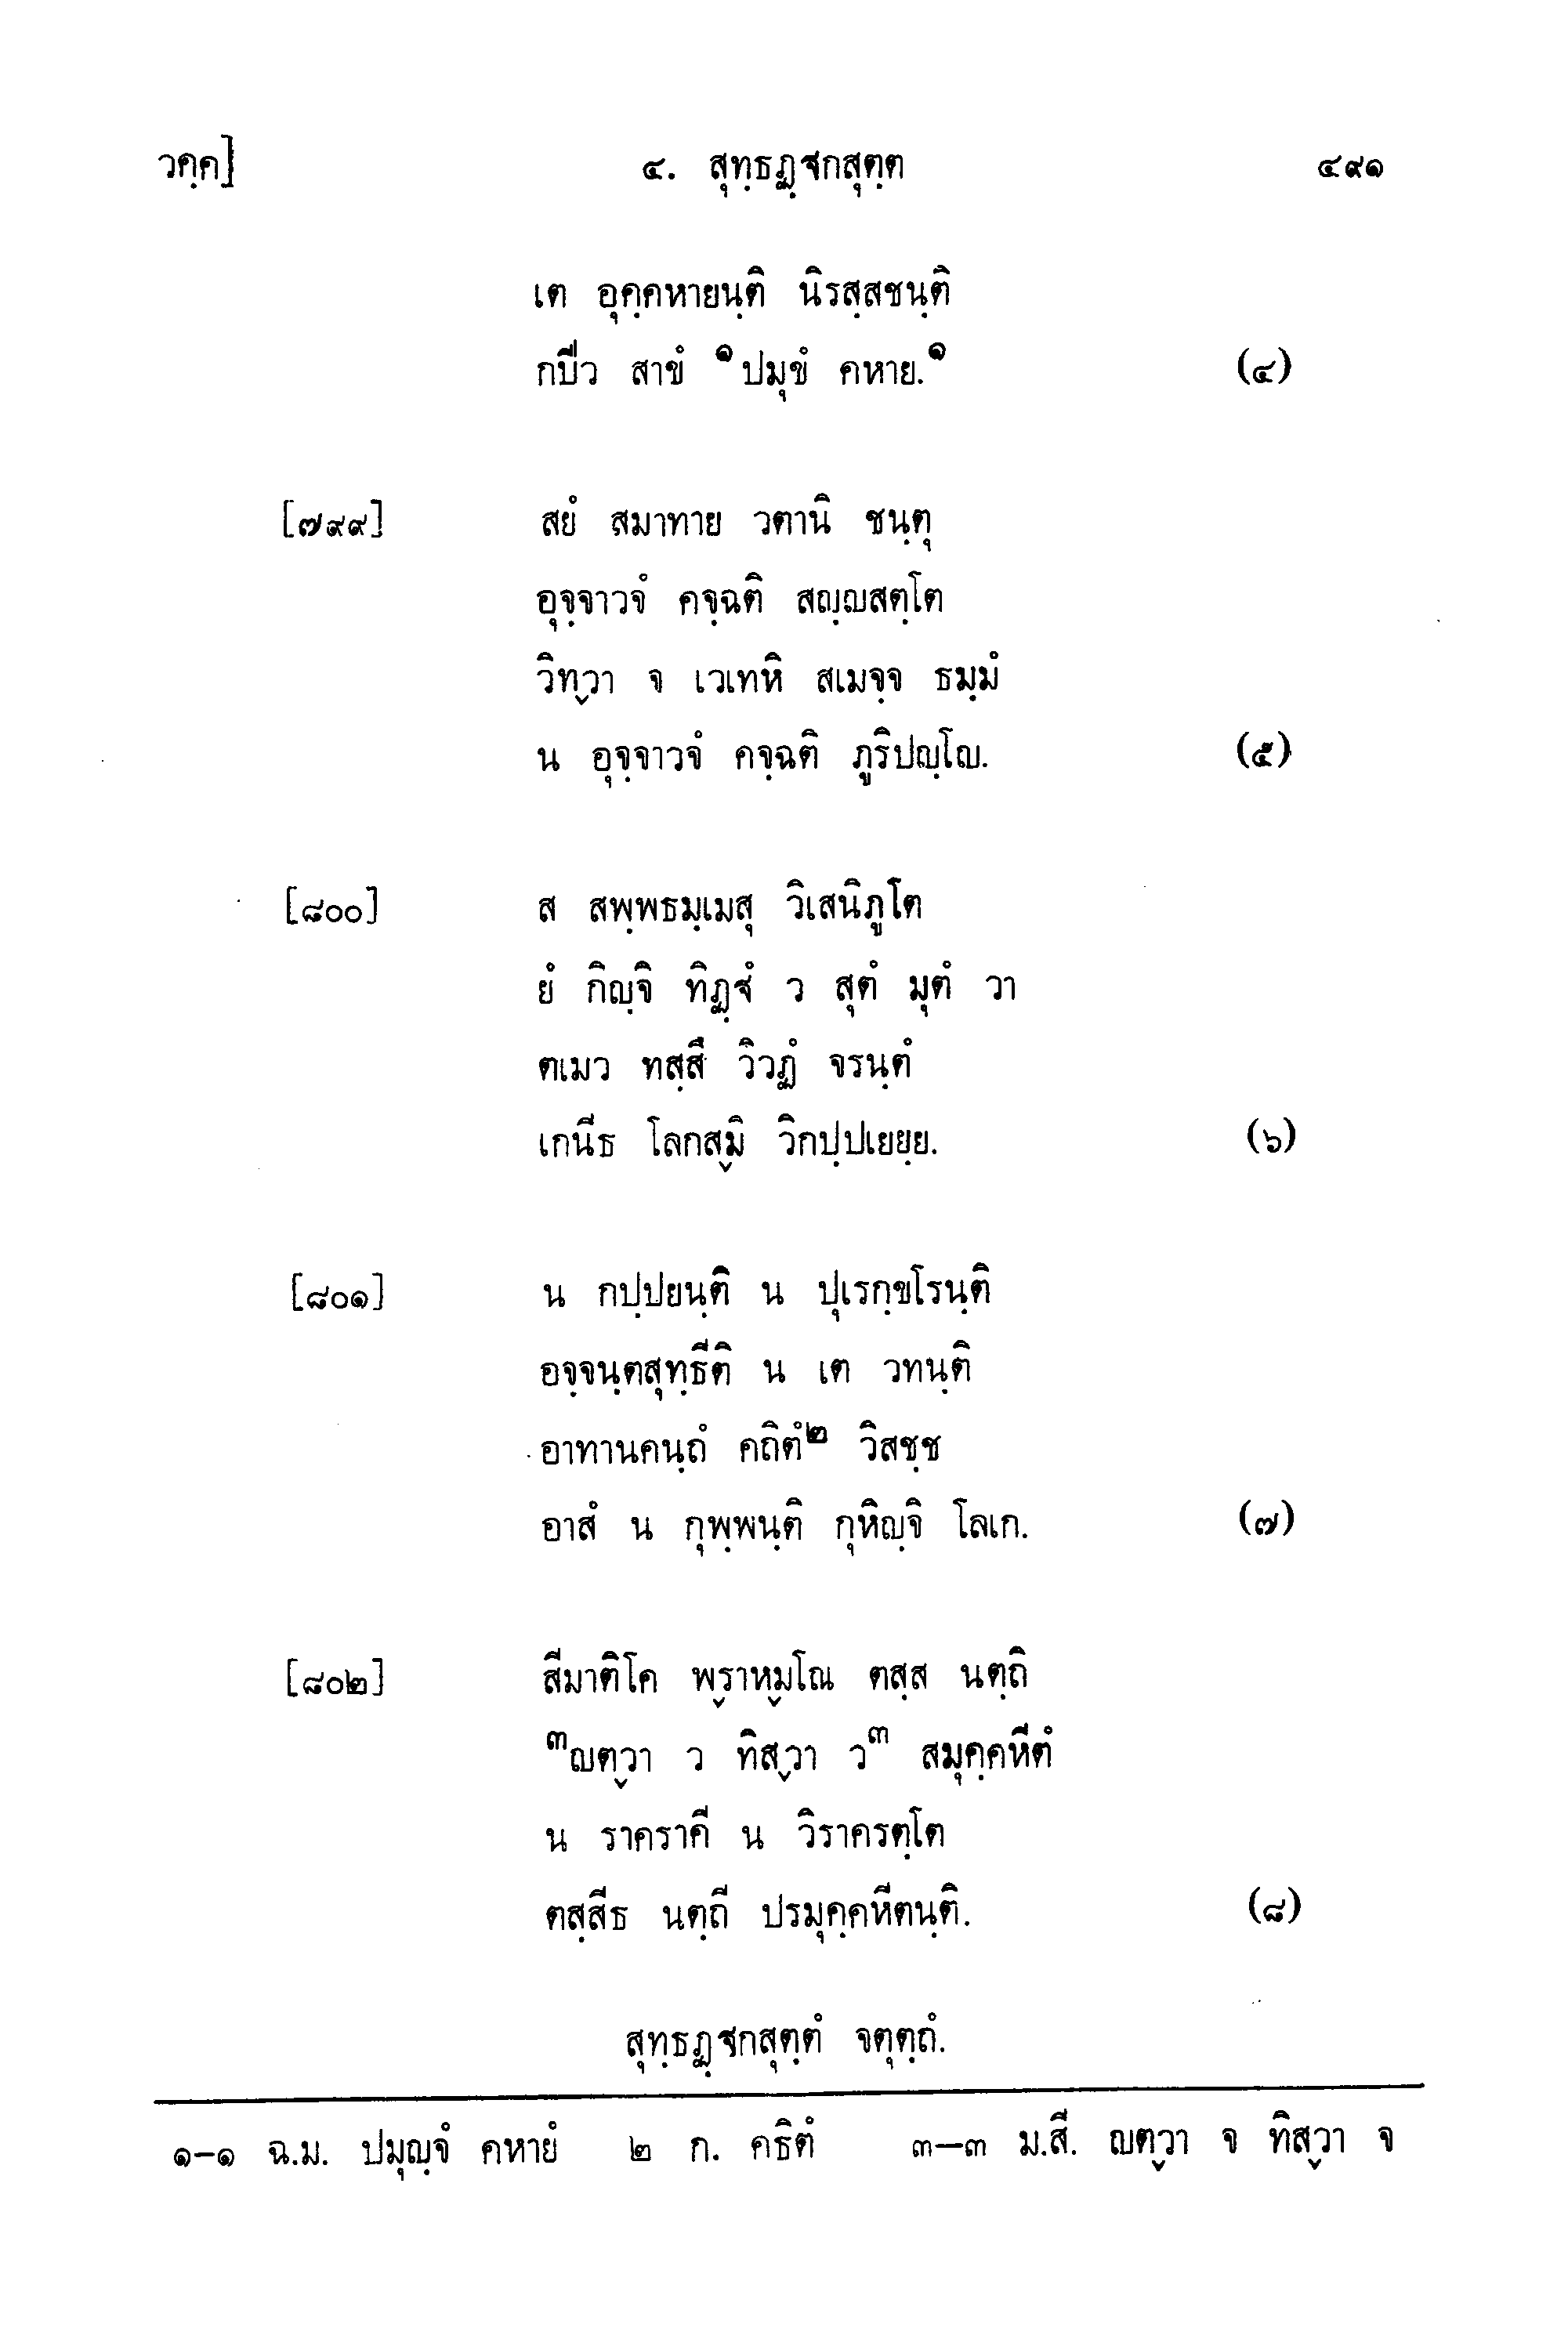 วคฺค] ๔. สุทฺธฏฺฐกสุตฺต ๔๙๑
เต อุคฺคหายนฺติ นิรสฺสชนฺติ
กปีว สาขํ ๑ปมุขํ คหาย.๑ (๔)
[๗๙๙] สยํ สมาทาย วตานิ ชนฺตุ
อุจฺจาวจํ คจฺฉติ สญฺญสตฺโต
วิทฺวา จ เวเทหิ สเมจฺจ ธมฺมํ
น อุจฺจาวจํ คจฺฉติ ภูริปญฺโญ. (๕)
[๘๐๐] ส สพฺพธมฺเมสุ วิเสนิภูโต
ยํ กิญฺจิ ทิฏฺฐํ ว สุตํ มุตํ วา
ตเมว ทสฺสึ วิวฏํ จรนฺตํ
เกนีธ โลกสฺมิ วิกปฺปเยยฺย. (๖)
[๘๐๑] น กปฺปยนฺติ น ปุเรกฺขโรนฺติ
อจฺจนฺตสุทฺธีติ น เต วทนฺติ
อาทานคนฺถํ คถิตํ๒ วิสชฺช
อาสํ น กุพฺพนฺติ กุหิญฺจิ โลเก. (๗)
[๘๐๒] สีมาติโค พฺราหฺมโณ ตสฺส นตฺถิ
๓ญตฺวา ว ทิสฺวา ว๓ สมุคฺคหีตํ
น ราคราคี น วิราครตฺโต
ตสฺสีธ นตฺถี ปรมุคฺคหีตนฺติ. (๘)
สุทฺธฏฺฐกสุตฺตํ จตุตฺถํ.
๑–๑ ฉ.ม. ปมุญฺจํ คหายํ ๒ ก. คธิตํ ๓–๓ ม.สี. ญตฺวา จ ทิสฺวา จ